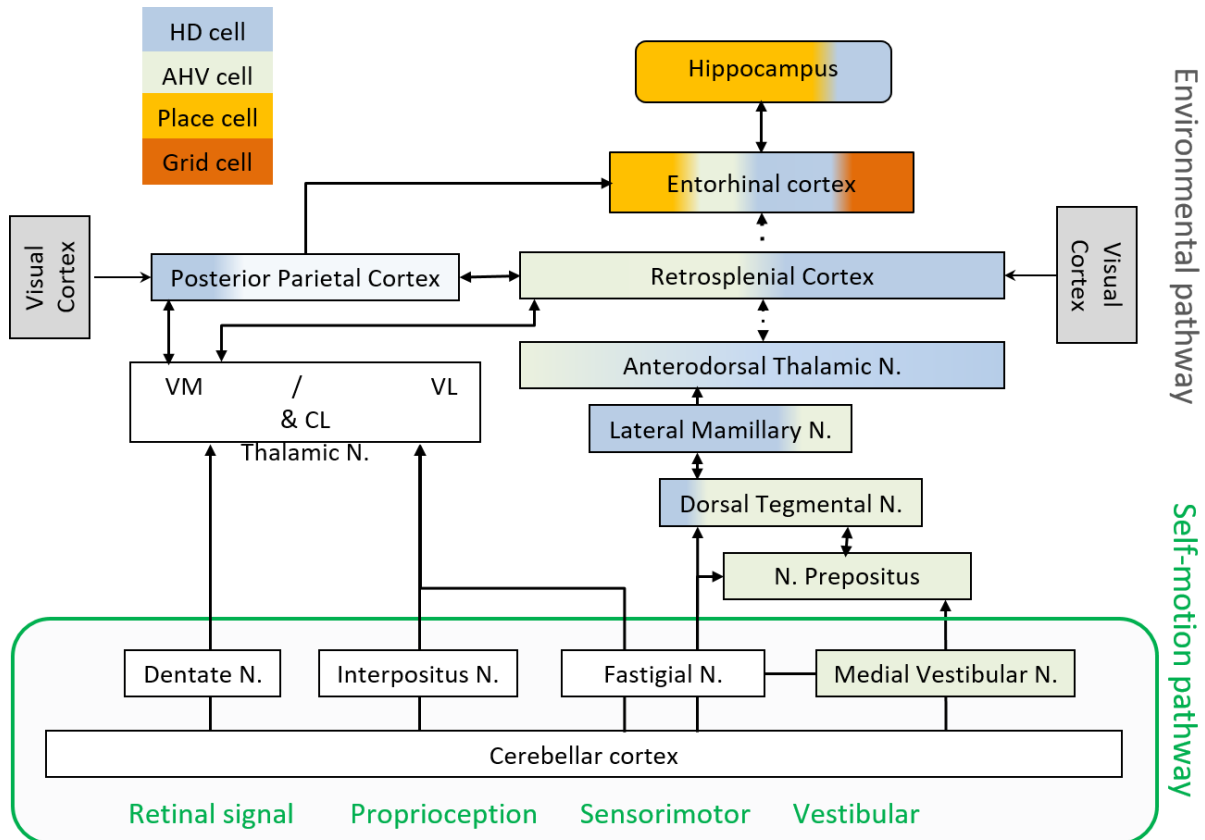 HD cell
AHV cell
Place cell
Grid cell
Hippocampus
Entorhinal cortex
Environmental pathway
Visual
Cortex
Posterior Parietal Cortex
Retrosplenial Cortex
Visual
Cortex
VM / VL
& CL
Thalamic N.
Anterodorsal Thalamic N.
Lateral Mamillary N.
Dorsal Tegmental N.
N. Prepositus
Self-motion pathway
Dentate N.
Interpositus N.
Fastigial N.
Medial Vestibular N.
Cerebellar cortex
Retinal signal Proprioception Sensorimotor Vestibular